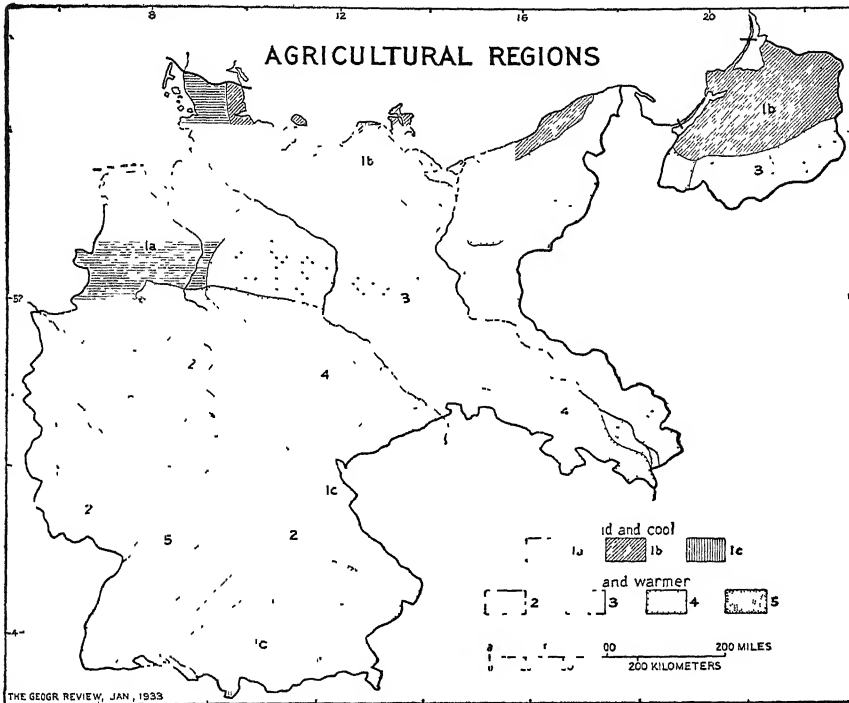 8 12 16 20
AGRICULTURAL REGIONS
1b
1b
3
1a
3
2
4
4
1c
2
5
2
1c
id and cool
1a 1b 1c
and warmer
2 3 4 5
00 200 MILES
200 KILOMETERS
THE GEOGR REVIEW, JAN, 1933